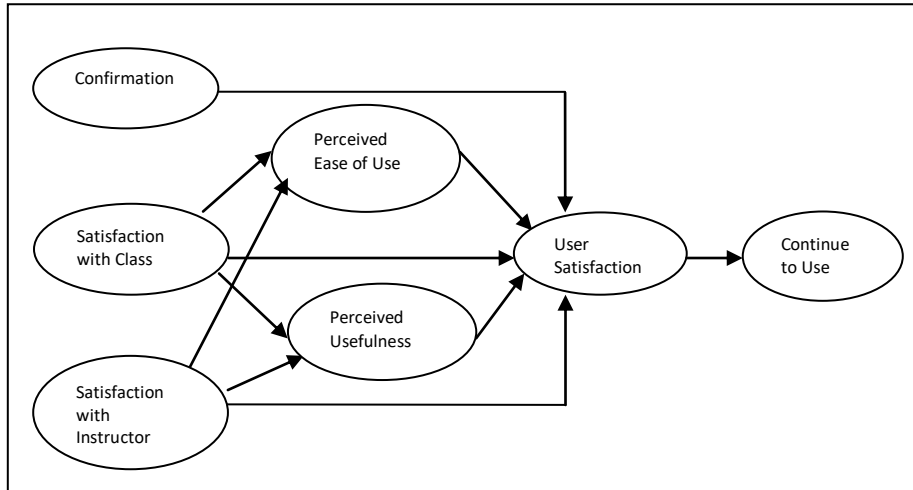 Confirmation
Perceived
Ease of Use
Satisfaction
with Class
User
Satisfaction
Continue
to Use
Perceived
Usefulness
Satisfaction
with
Instructor